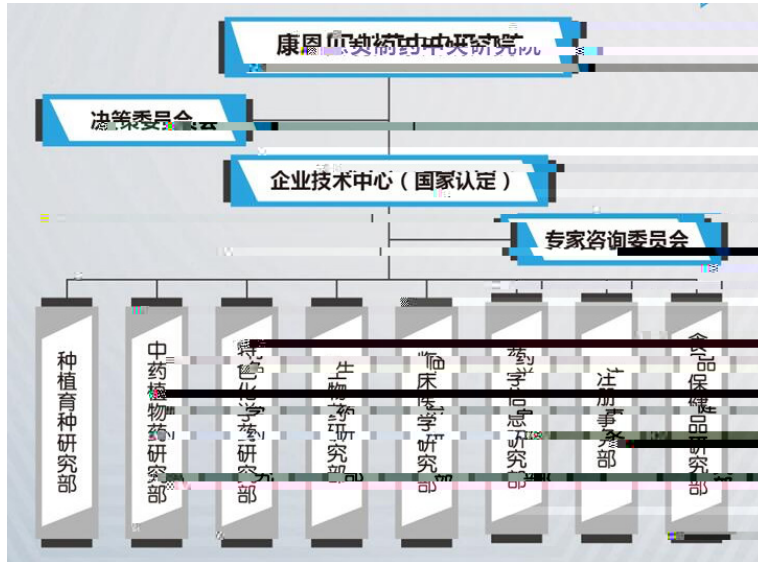 决策委员会
企业技术中心（国家认定）
专家咨询委员会
种植育种研究部
中药植物药研究部
特色化学药研究部
生物药研究部
临床医学研究部
药学信息研究部
注册事务部
食品保健品研究部